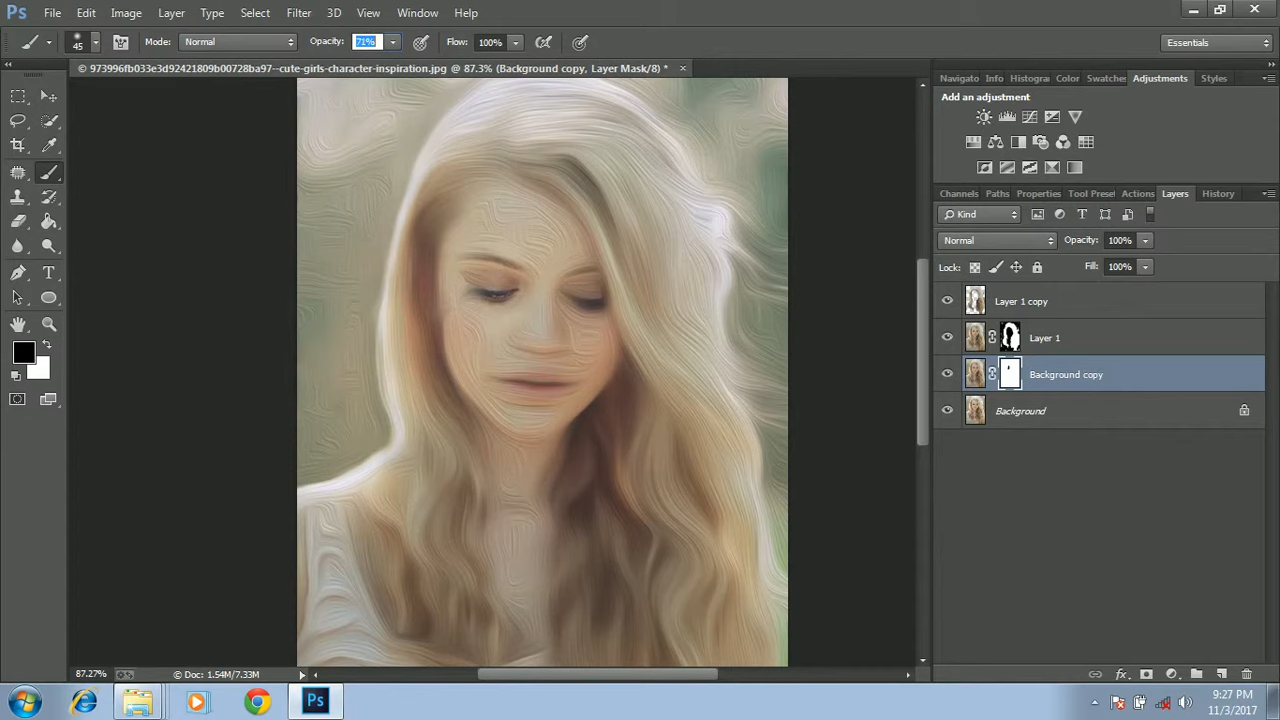 Ps File Edit Image Layer Type Select Filter 3D View Window Help
45 Mode: Normal Opacity: 71% Flow: 100% Essentials
© 973996fb033e3d92421809b00728ba97--cute-girls-character-inspiration.jpg @ 87.3% (Background copy, Layer Mask/8) *
Navigato Info Histogra Color Swatche Adjustments Styles
Add an adjustment
Channels Paths Properties Tool Preset Actions Layers History
Kind
Normal Opacity: 100%
Lock: Fill: 100%
Layer 1 copy
Layer 1
Background copy
Background
87.27% © Doc: 1.54M/7.33M
Ps
9:27 PM
11/3/2017